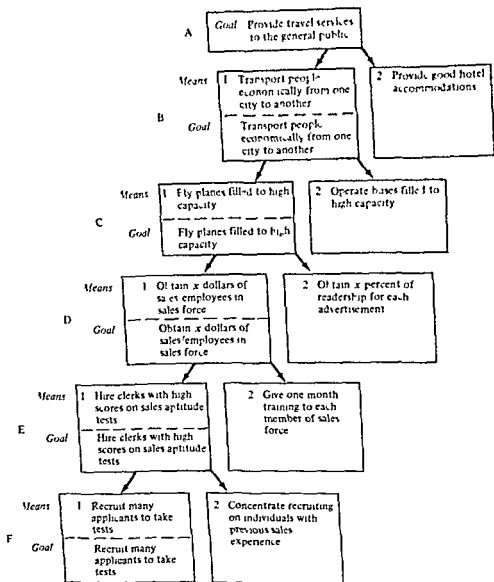 A
Goal Provide travel services
to the general public
Means
1 Transport people
economically from one
city to another
2 Provide good hotel
accommodations
B
Goal
Transport people
economically from one
city to another
Means
1 Fly planes filled to high
capacity
2 Operate buses filled to
high capacity
C
Goal
Fly planes filled to high
capacity
Means
1 Obtain x dollars of
sales employees in
sales force
2 Obtain x percent of
readership for each
advertisement
D
Goal
Obtain x dollars of
sales/employees in
sales force
Means
1 Hire clerks with high
scores on sales aptitude
tests
2 Give one month
training to each
member of sales
force
E
Goal
Hire clerks with high
scores on sales aptitude
tests
Means
1 Recruit many
applicants to take
tests
2 Concentrate recruiting
on individuals with
previous sales
experience
F
Goal
Recruit many
applicants to take
tests